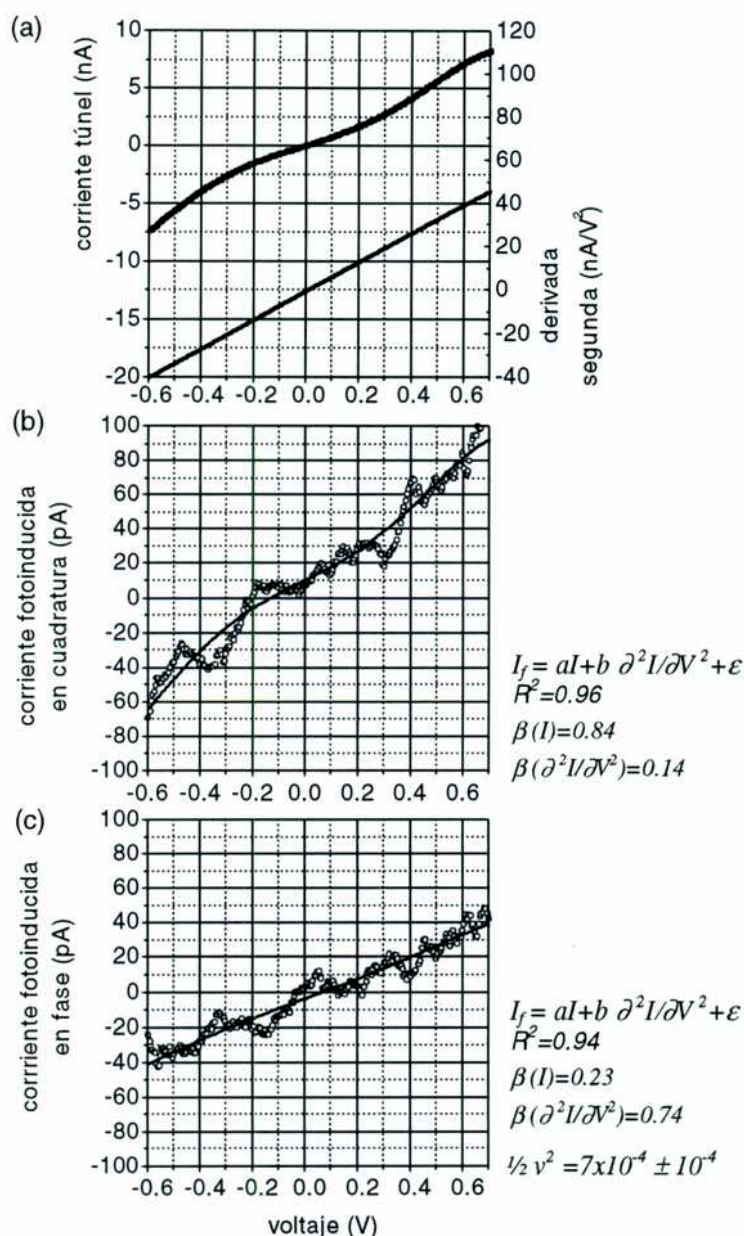 (a)
corriente túnel (nA)
10
5
0
-5
-10
-15
-20
120
100
80
60
40
20
0
-20
-40
derivada
segunda (nA/V²)
-0.6 -0.4 -0.2 0.0 0.2 0.4 0.6
(b)
corriente fotoinducida
en cuadratura (pA)
100
80
60
40
20
0
-20
-40
-60
-80
-100
-0.6 -0.4 -0.2 0.0 0.2 0.4 0.6
I_f = aI+b ∂²I/∂V²+ε
R²=0.96
β(I)=0.84
β(∂²I/∂V²)=0.14
(c)
corrriente fotoinducida
en fase (pA)
100
80
60
40
20
0
-20
-40
-60
-80
-100
-0.6 -0.4 -0.2 0.0 0.2 0.4 0.6
voltaje (V)
I_f = aI+b ∂²I/∂V²+ε
R²=0.94
β(I)=0.23
β(∂²I/∂V²)=0.74
½ v² =7x10⁻⁴ ± 10⁻⁴